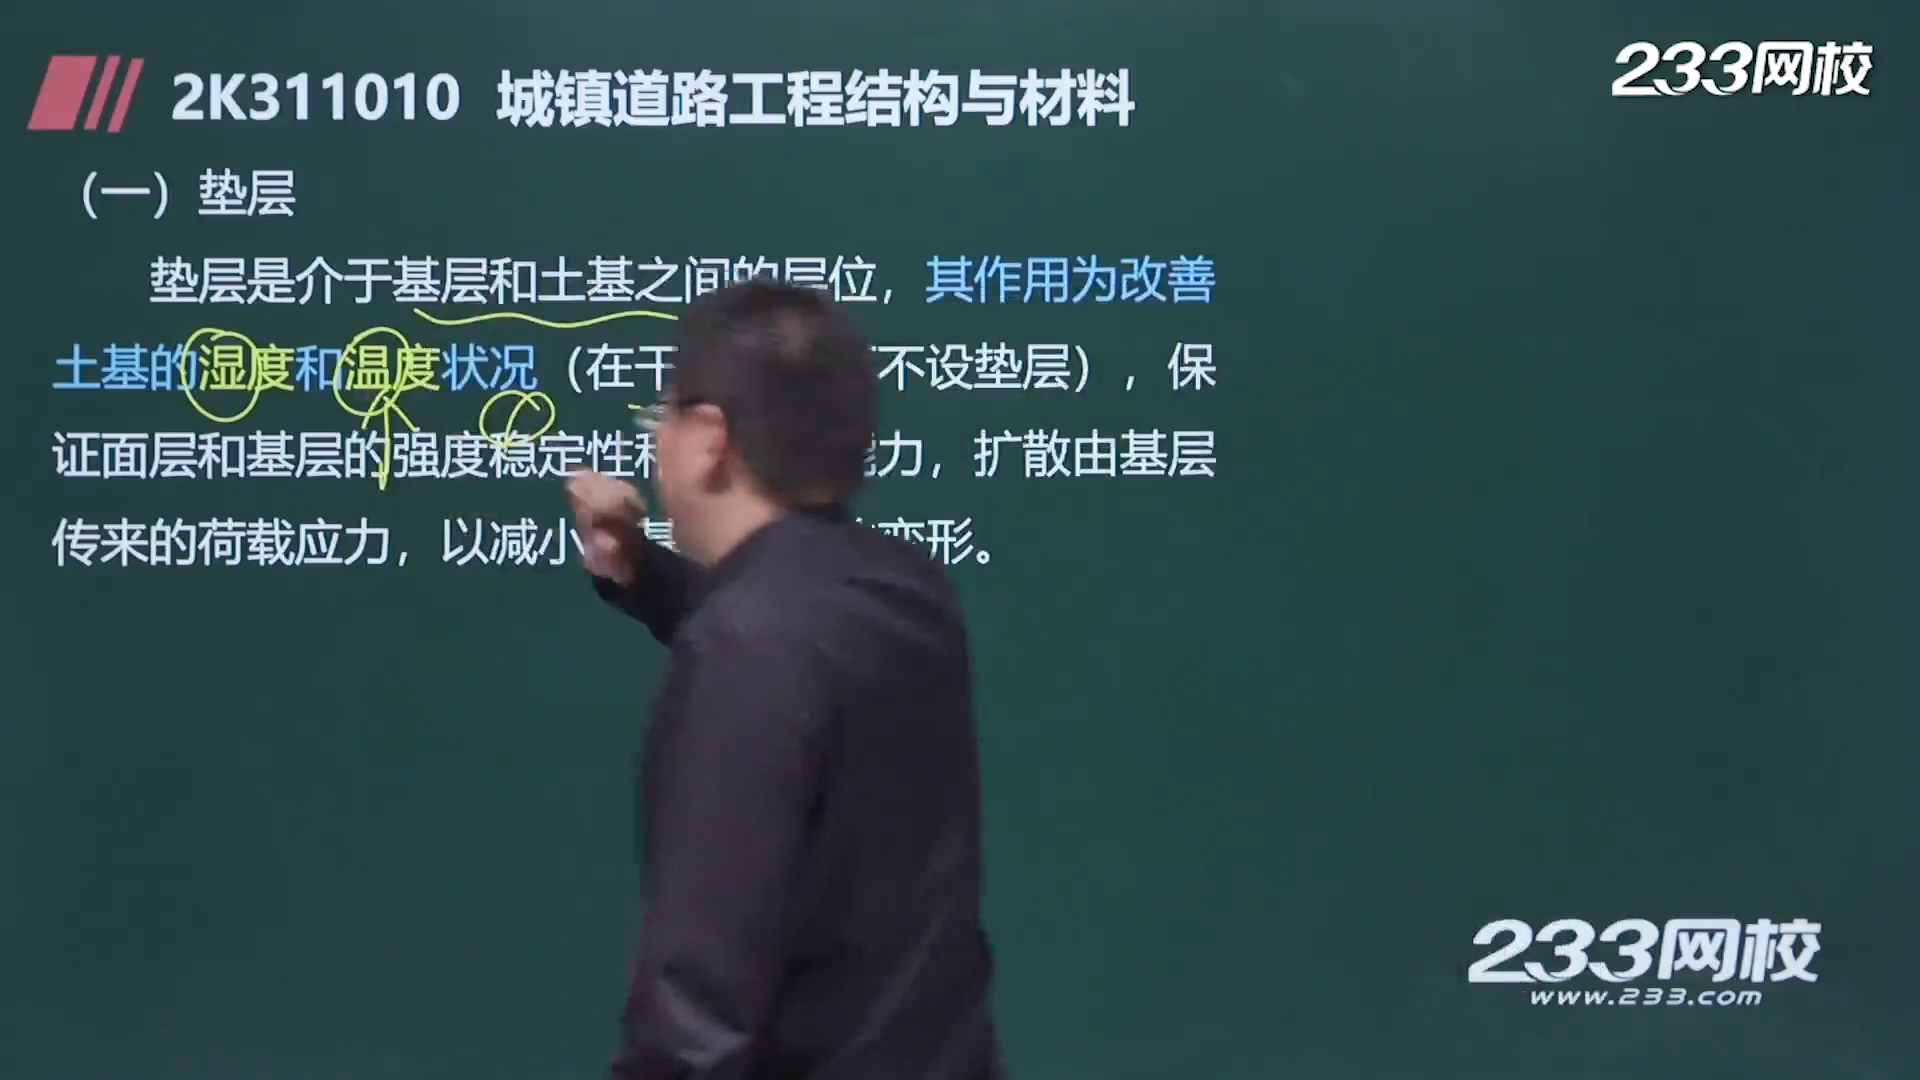 2K311010 城镇道路工程结构与材料
233网校
（一）垫层
垫层是介于基层和土基之间的层位，其作用为改善
土基的湿度和温度状况（在干 不设垫层），保
证面层和基层的强度稳定性和 能力，扩散由基层
传来的荷载应力，以减小 基 变形。
233网校
www.233.com